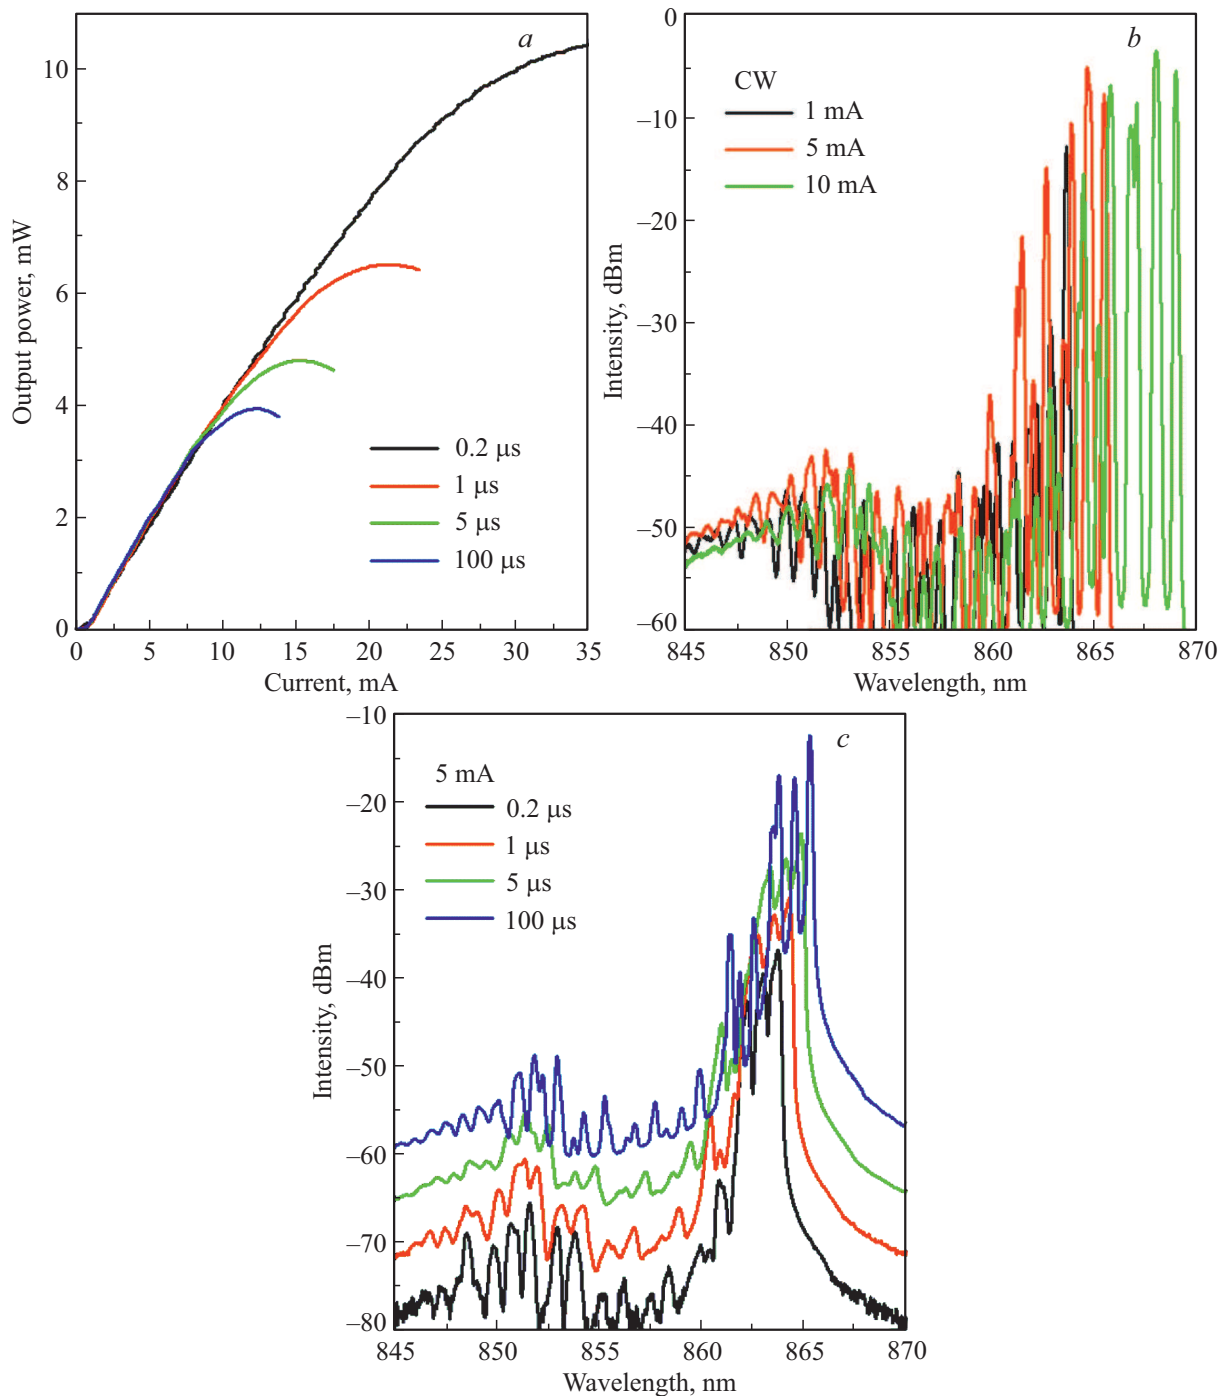 a
Output power, mW
10
8
6
4
2
0
0.2 μs
1 μs
5 μs
100 μs
0 5 10 15 20 25 30 35
Current, mA
b
Intensity, dBm
0
–10
–20
–30
–40
–50
–60
CW
1 mA
5 mA
10 mA
845 850 855 860 865 870
Wavelength, nm
c
Intensity, dBm
–10
–20
–30
–40
–50
–60
–70
–80
5 mA
0.2 μs
1 μs
5 μs
100 μs
845 850 855 860 865 870
Wavelength, nm